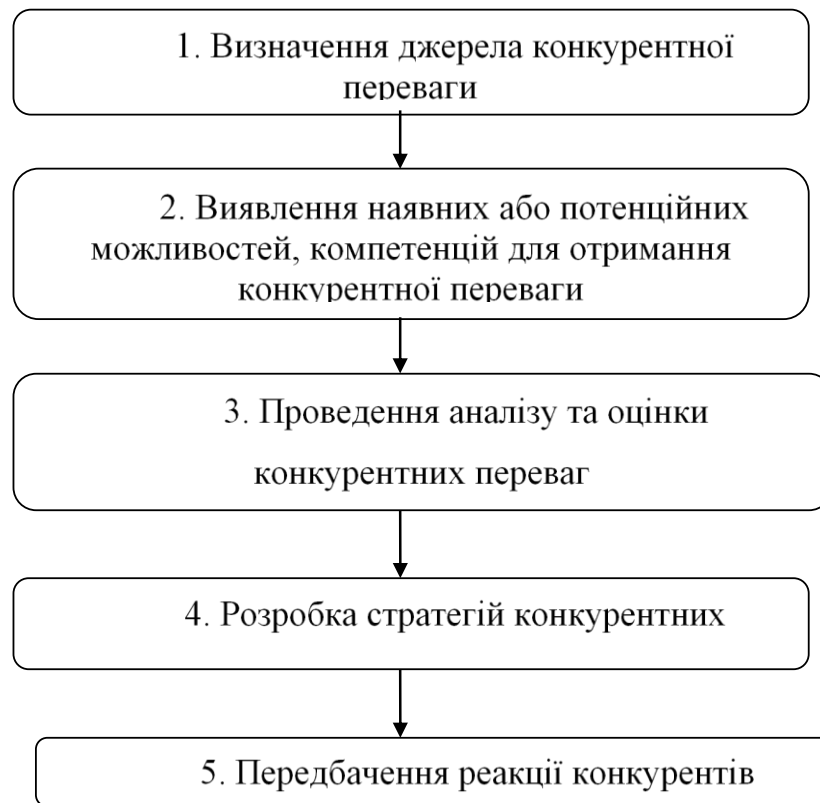 1. Визначення джерела конкурентної
переваги
2. Виявлення наявних або потенційних
можливостей, компетенцій для отримання
конкурентної переваги
3. Проведення аналізу та оцінки
конкурентних переваг
4. Розробка стратегій конкурентних
5. Передбачення реакції конкурентів